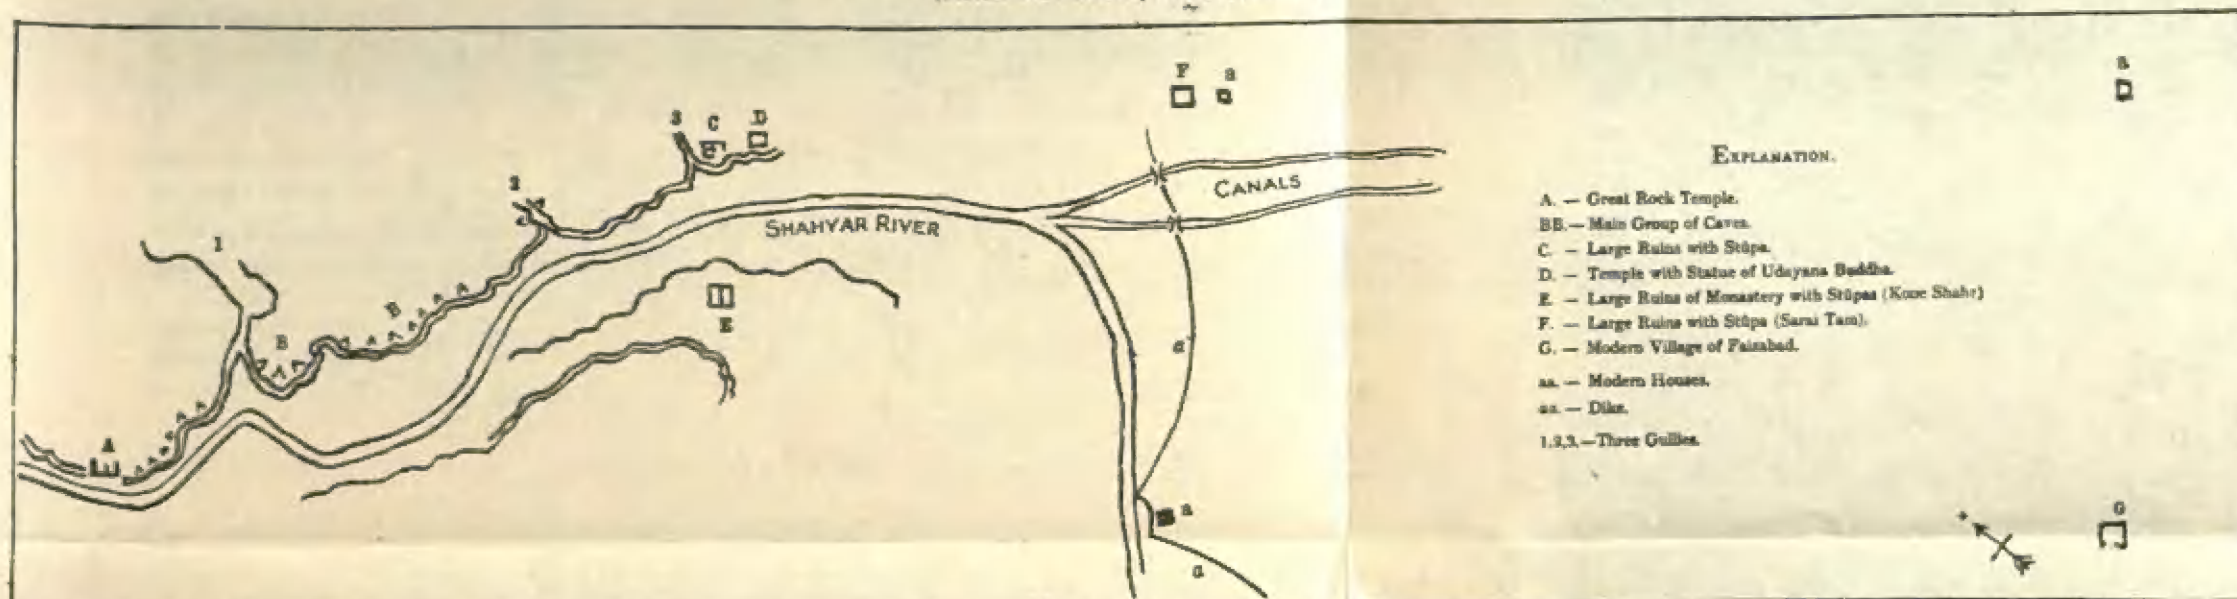 F a
a
3 C D
2
1
B
B
A
CANALS
SHAHYAR RIVER
E
a
a
a
G
EXPLANATION.
A. — Great Rock Temple.
BB. — Main Group of Caves.
C. — Large Ruins with Stûpa.
D. — Temple with Statue of Udayana Buddha.
E. — Large Ruins of Monastery with Stûpas (Kone Shahr)
F. — Large Ruins with Stûpa (Sarai Tam).
G. — Modern Village of Faizabad.
aa. — Modern Houses.
aa. — Dike.
1.2.3. — Three Gullies.